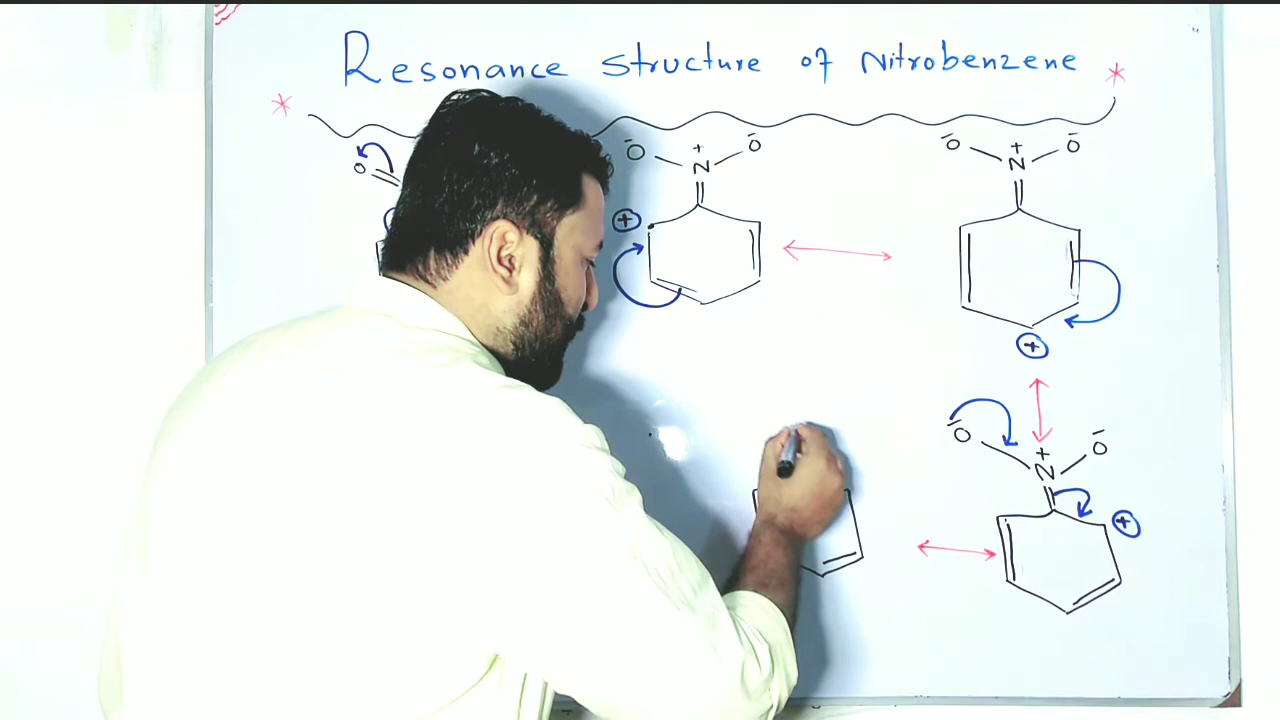 Resonance structure of Nitrobenzene
* *
O
Ō N+ Ō
+
Ō N+ Ō
+
Ō N+ Ō
+